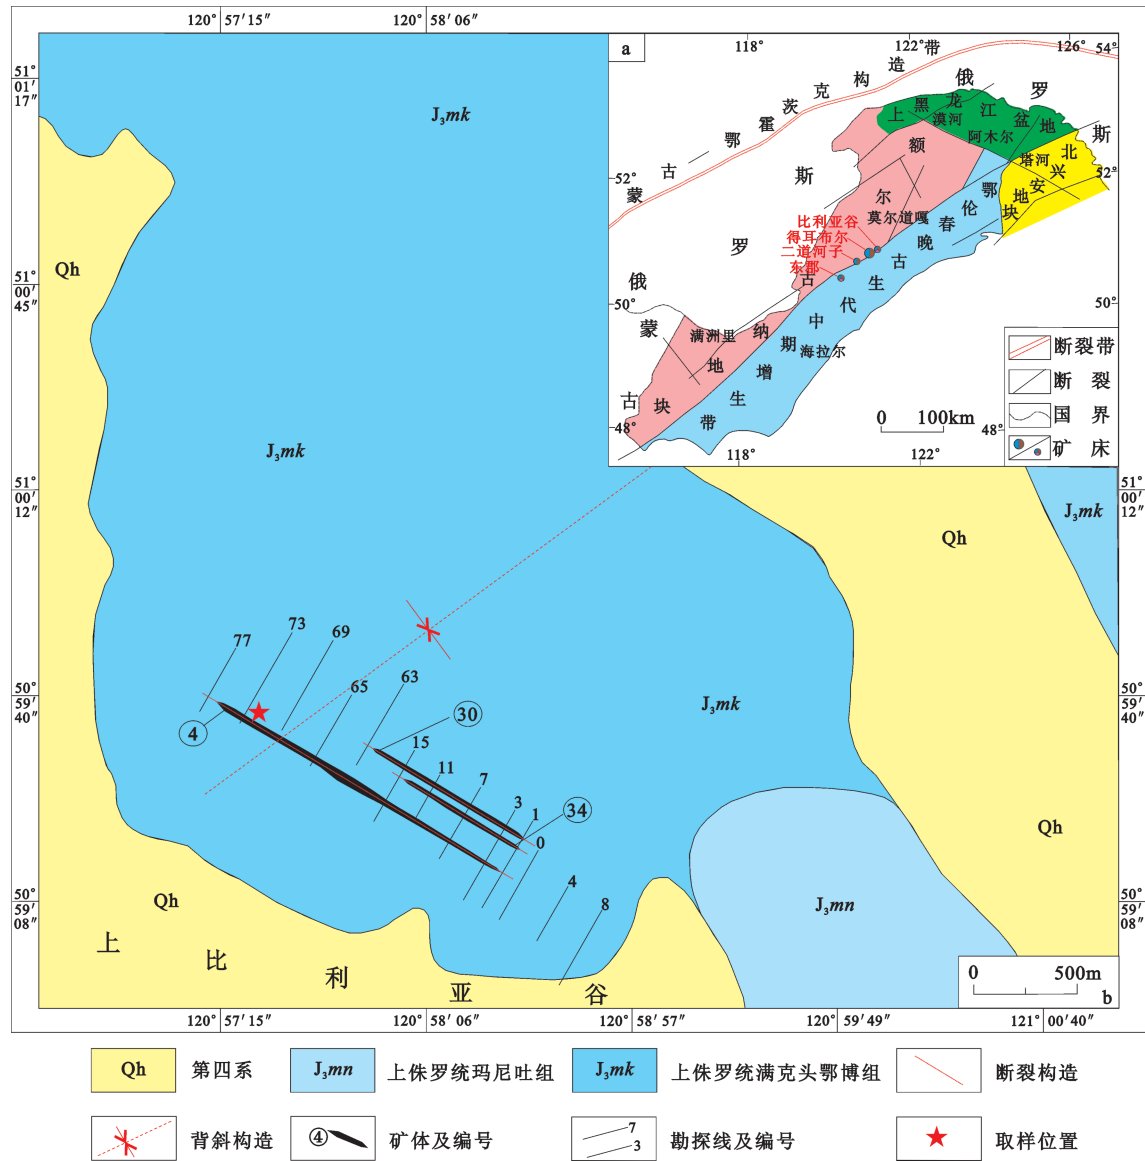 120° 57′15″
120° 58′06″
51°
01′
17″
51°
00′
45″
51°
00′
12″
50°
59′
40″
50°
59′
08″
51°
00′
12″
50°
59′
40″
50°
59′
08″
a
118°
122°
126°
54°
52°
52°
50°
50°
48°
48°
118°
122°
蒙古鄂霍茨克构造带
俄罗斯
俄罗斯
蒙古
上黑龙江盆地
漠河
阿木尔
塔河
北兴安地块
额尔古纳地块
莫尔道嘎
满洲里
海拉尔
鄂伦春晚古生代中期增生带
比利亚谷
得耳布尔
二道河子
东郡
0 100km
断裂带
断 裂
国 界
矿 床
J₃mk
Qh
J₃mk
J₃mk
Qh
77
73
69
65
63
④
㉚
15
11
7
3
1
㉞
0
4
8
J₃mk
Qh
J₃mn
Qh
上比利亚谷
0 500m
b
120° 57′15″
120° 58′06″
120° 58′57″
120° 59′49″
121° 00′40″
Qh 第四系
J₃mn 上侏罗统玛尼吐组
J₃mk 上侏罗统满克头鄂博组
断裂构造
背斜构造
④ 矿体及编号
7
3
勘探线及编号
取样位置